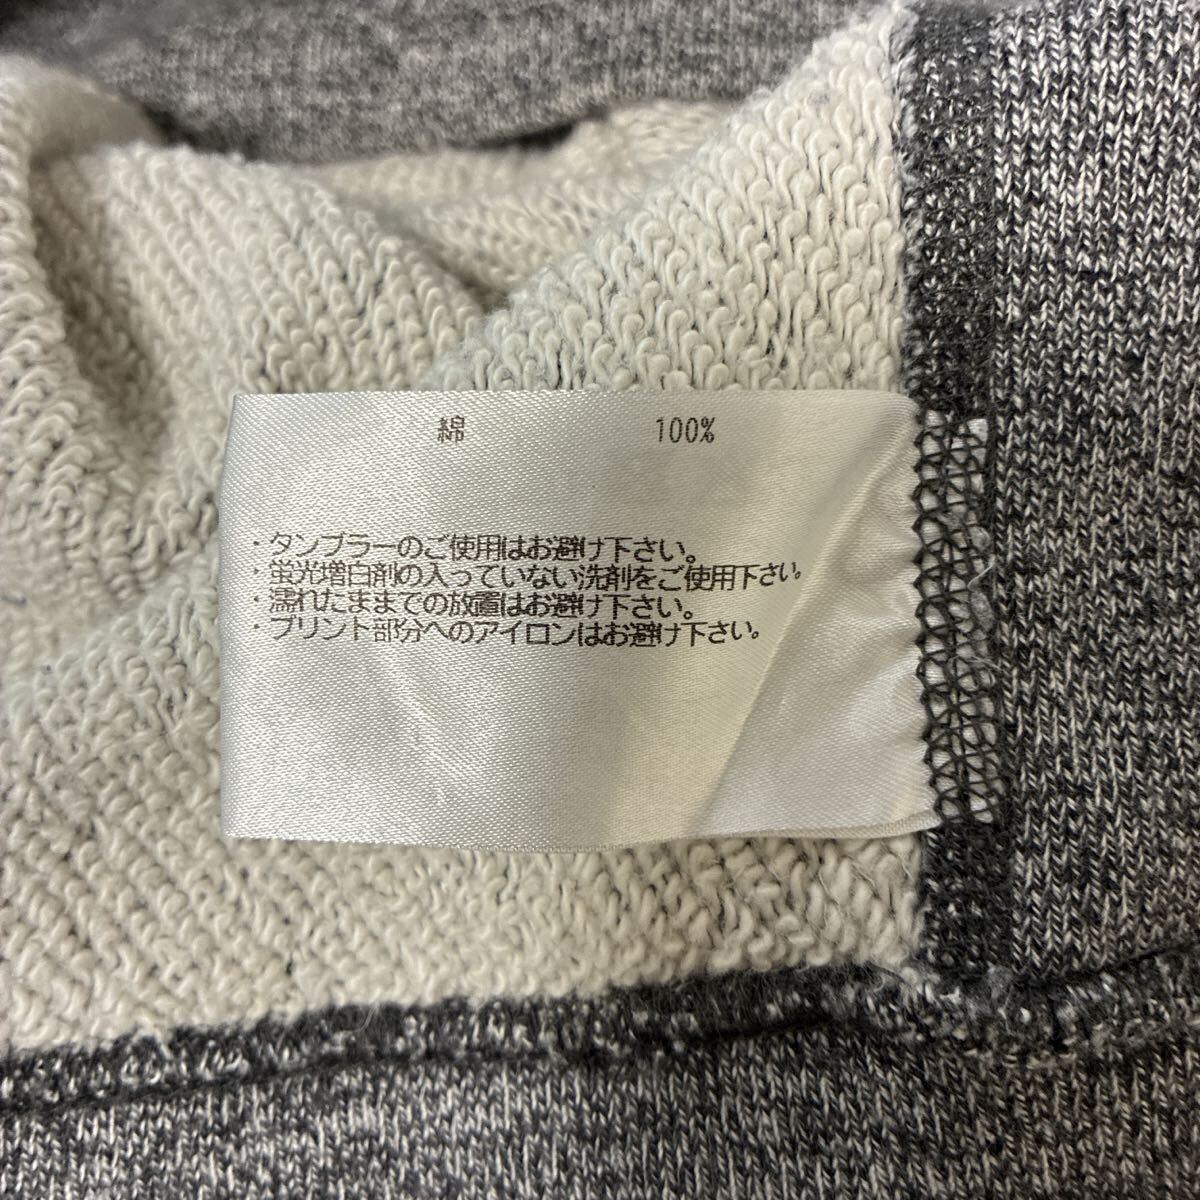 綿 100%
・タンブラーのご使用はお避け下さい。
・蛍光増白剤の入っていない洗剤をご使用下さい。
・濡れたままでの放置はお避け下さい。
・プリント部分へのアイロンはお避け下さい。